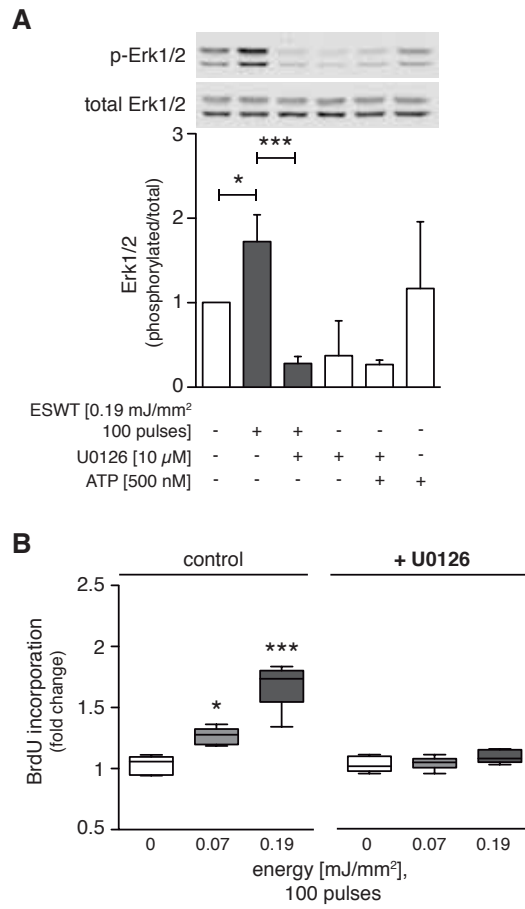 A
p-Erk1/2
total Erk1/2
3
***
*
2
1
0
Erk1/2
(phosphorylated/total)
ESWT [0.19 mJ/mm²
100 pulses] - + + - - -
U0126 [10 µM] - - + + + -
ATP [500 nM] - - - - + +
B
control
+ U0126
2.5
2
1.5
1
0.5
BrdU incorporation
(fold change)
*
***
0 0.07 0.19 0 0.07 0.19
energy [mJ/mm²],
100 pulses